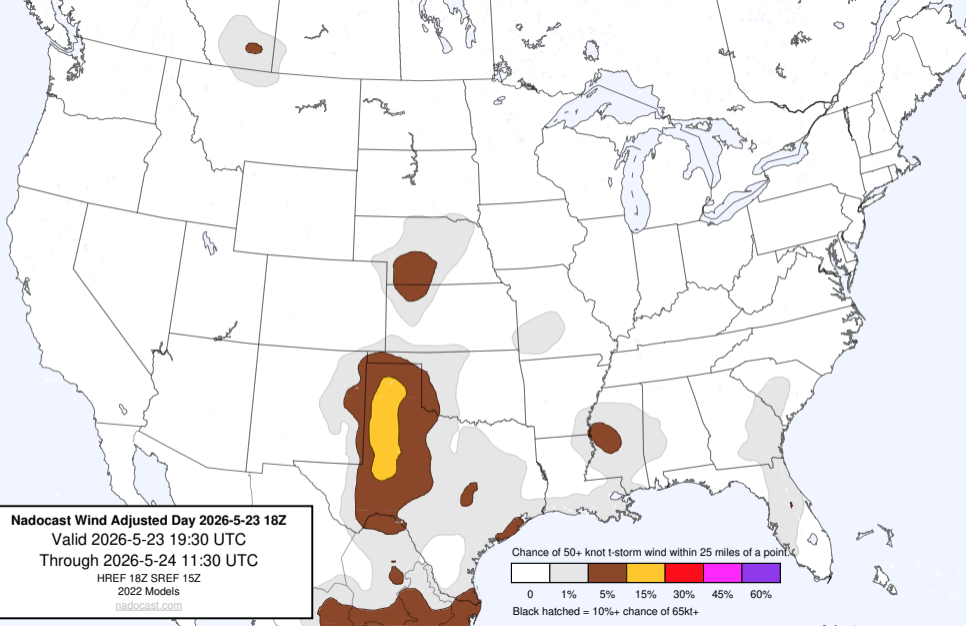 Nadocast Wind Adjusted Day 2026-5-23 18Z
Valid 2026-5-23 19:30 UTC
Through 2026-5-24 11:30 UTC
HREF 18Z SREF 15Z
2022 Models
nadocast.com
Chance of 50+ knot t-storm wind within 25 miles of a point.
0 1% 5% 15% 30% 45% 60%
Black hatched = 10%+ chance of 65kt+